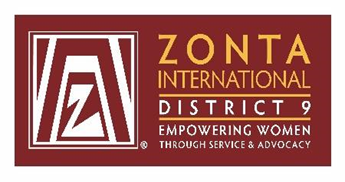 ZONTA
INTERNATIONAL
DISTRICT 9
EMPOWERING WOMEN
THROUGH SERVICE & ADVOCACY
Z
®